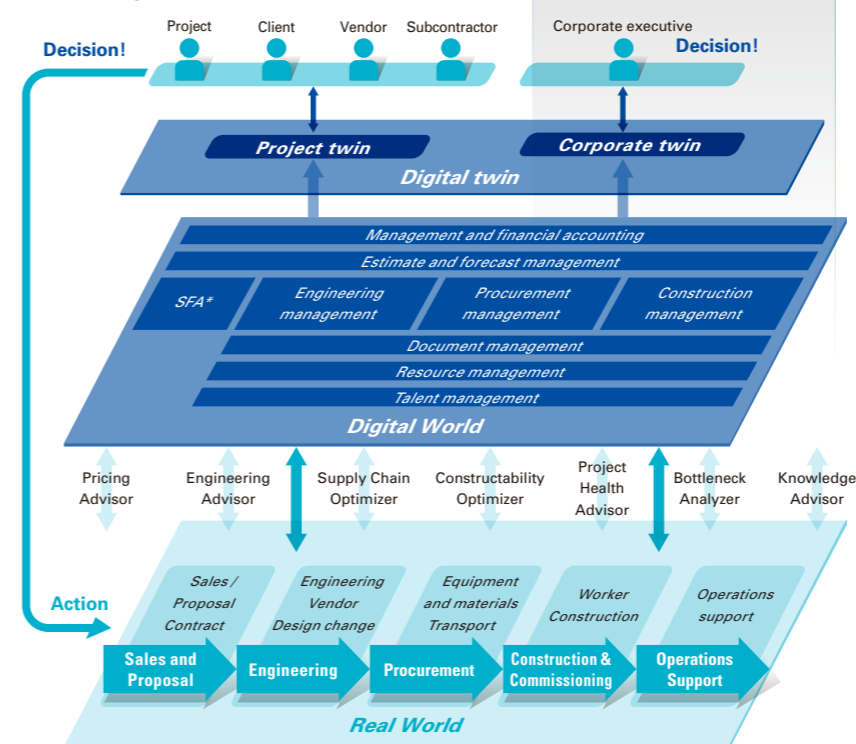 Project
Client
Vendor
Subcontractor
Corporate executive
Decision!
Decision!
Project twin
Corporate twin
Digital twin
Management and financial accounting
Estimate and forecast management
SFA*
Engineering
management
Procurement
management
Construction
management
Document management
Resource management
Talent management
Digital World
Pricing
Advisor
Engineering
Advisor
Supply Chain
Optimizer
Constructability
Optimizer
Project
Health
Advisor
Bottleneck
Analyzer
Knowledge
Advisor
Action
Sales /
Proposal
Contract
Engineering
Vendor
Design change
Equipment
and materials
Transport
Worker
Construction
Operations
support
Sales and
Proposal
Engineering
Procurement
Construction &
Commissioning
Operations
Support
Real World